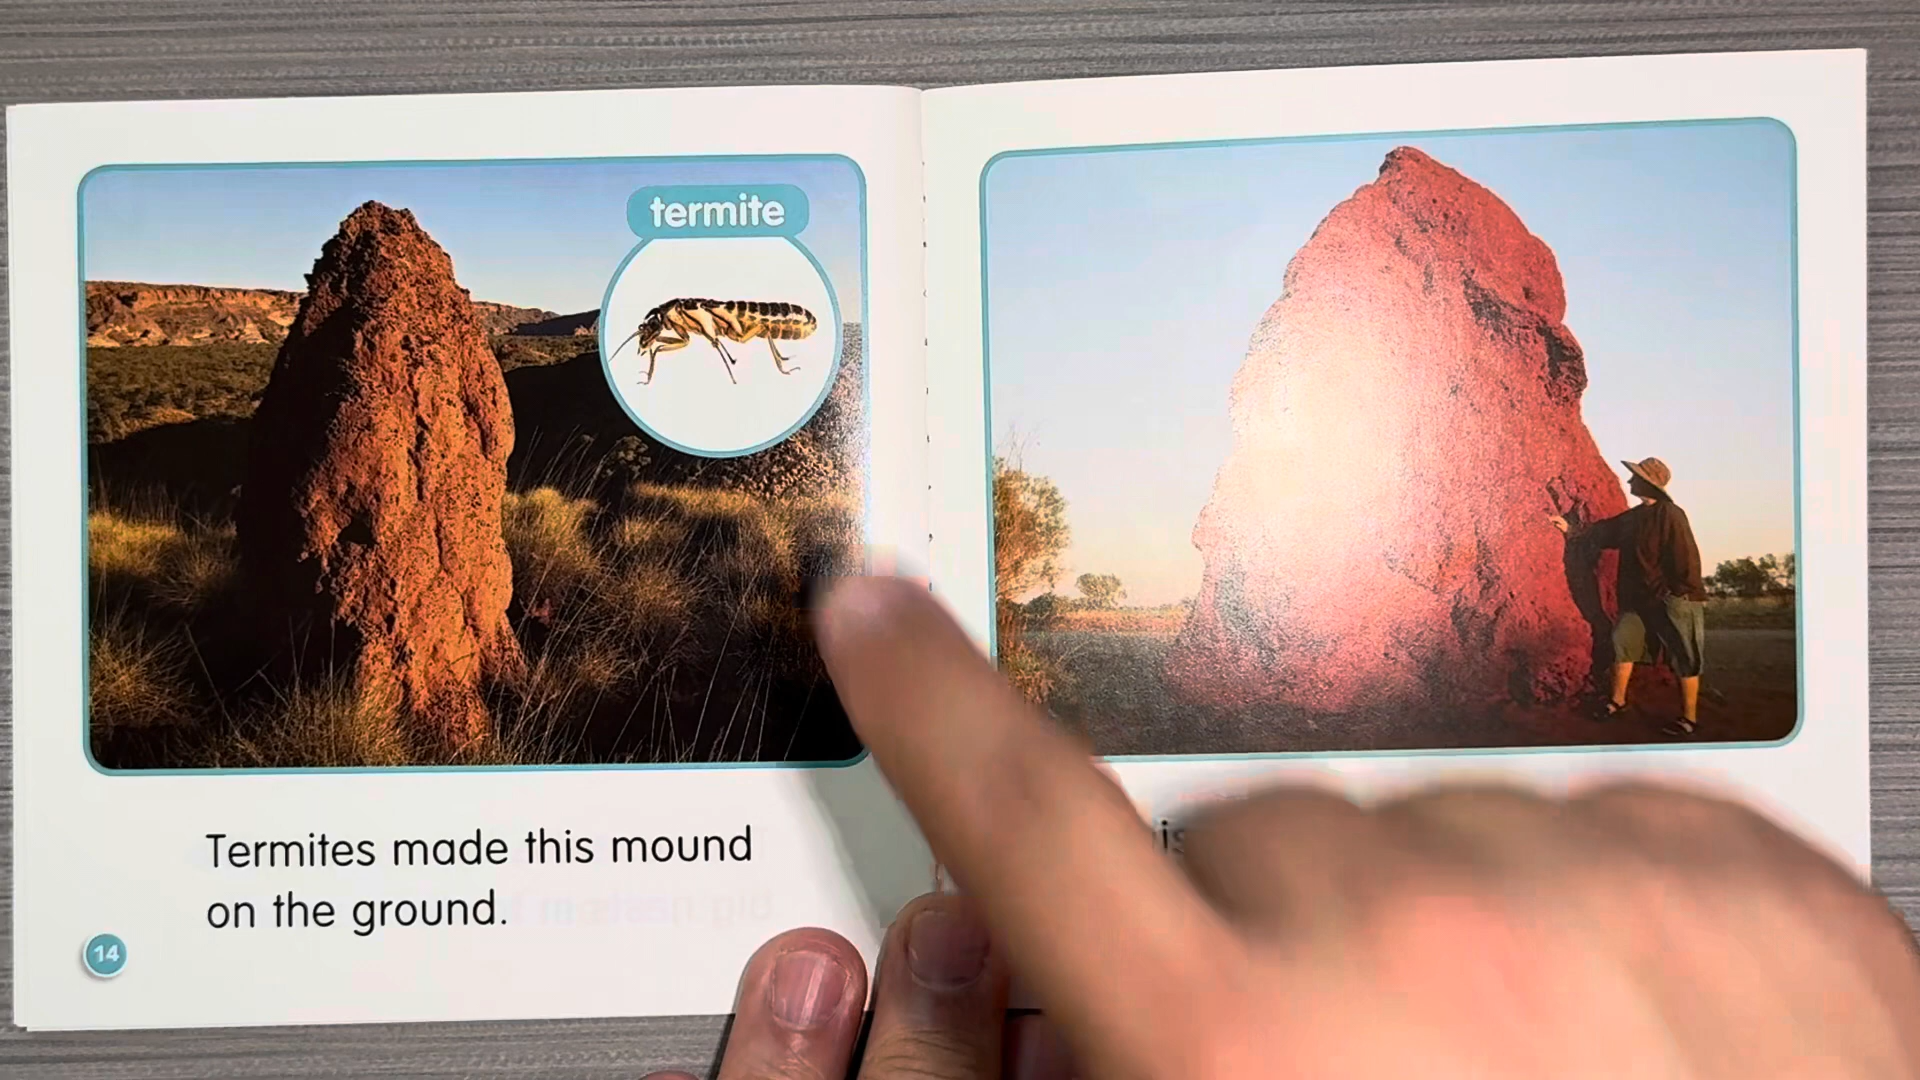 termite
Termites made this mound
on the ground.
14